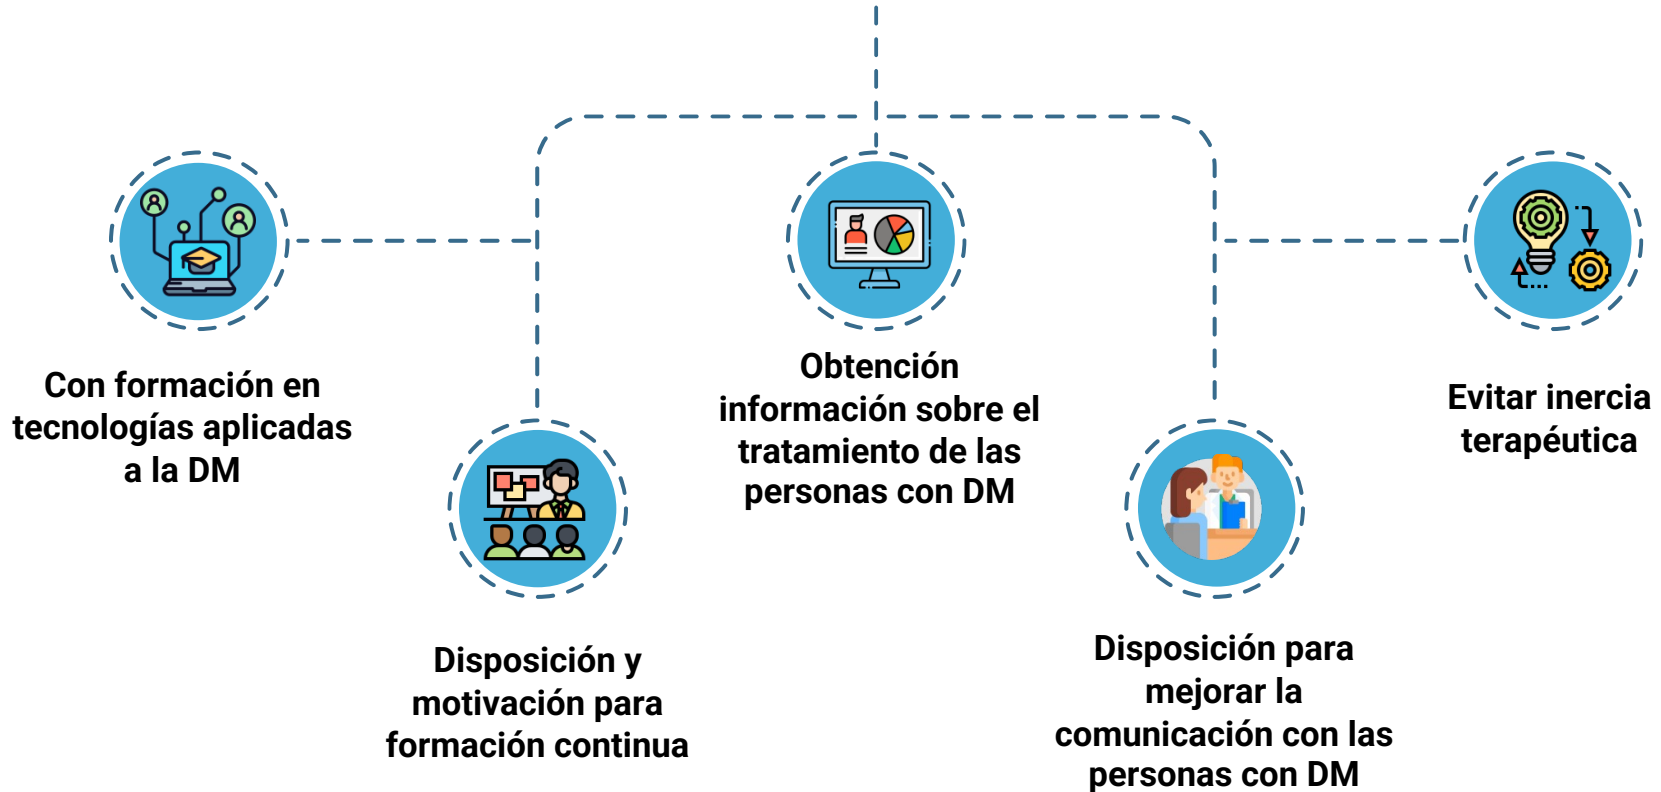 Con formación en
tecnologías aplicadas
a la DM
Disposición y
motivación para
formación continua
Obtención
información sobre el
tratamiento de las
personas con DM
Disposición para
mejorar la
comunicación con las
personas con DM
Evitar inercia
terapéutica